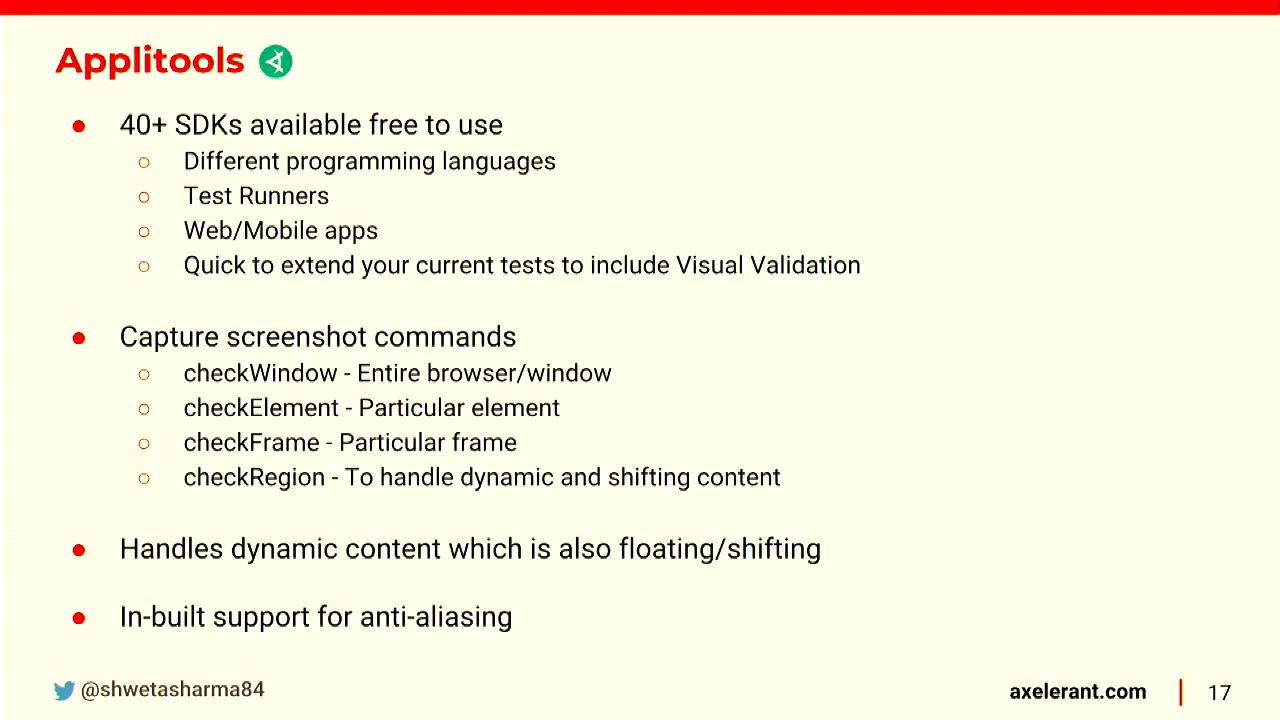 Applitools
● 40+ SDKs available free to use
○ Different programming languages
○ Test Runners
○ Web/Mobile apps
○ Quick to extend your current tests to include Visual Validation
● Capture screenshot commands
○ checkWindow - Entire browser/window
○ checkElement - Particular element
○ checkFrame - Particular frame
○ checkRegion - To handle dynamic and shifting content
● Handles dynamic content which is also floating/shifting
● In-built support for anti-aliasing
@shwetasharma84
axelerant.com | 17